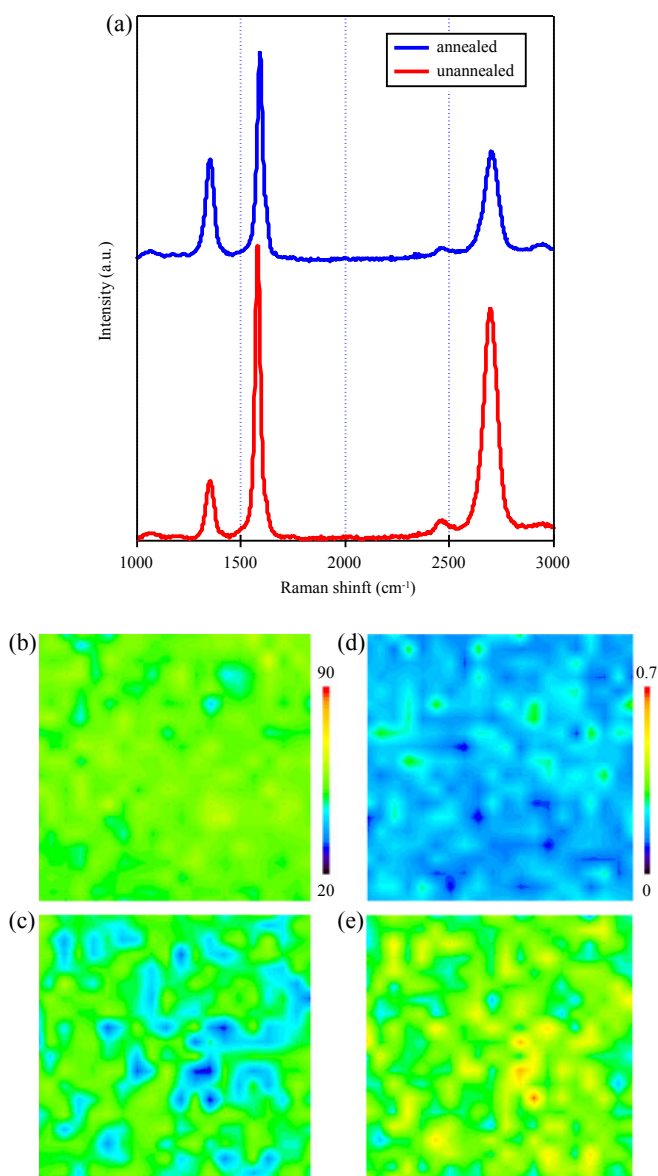 (a)
annealed
unannealed
Intensity (a.u.)
1000 1500 2000 2500 3000
Raman shinft (cm⁻¹)
(b)
90
20
(d)
0.7
0
(c)
(e)